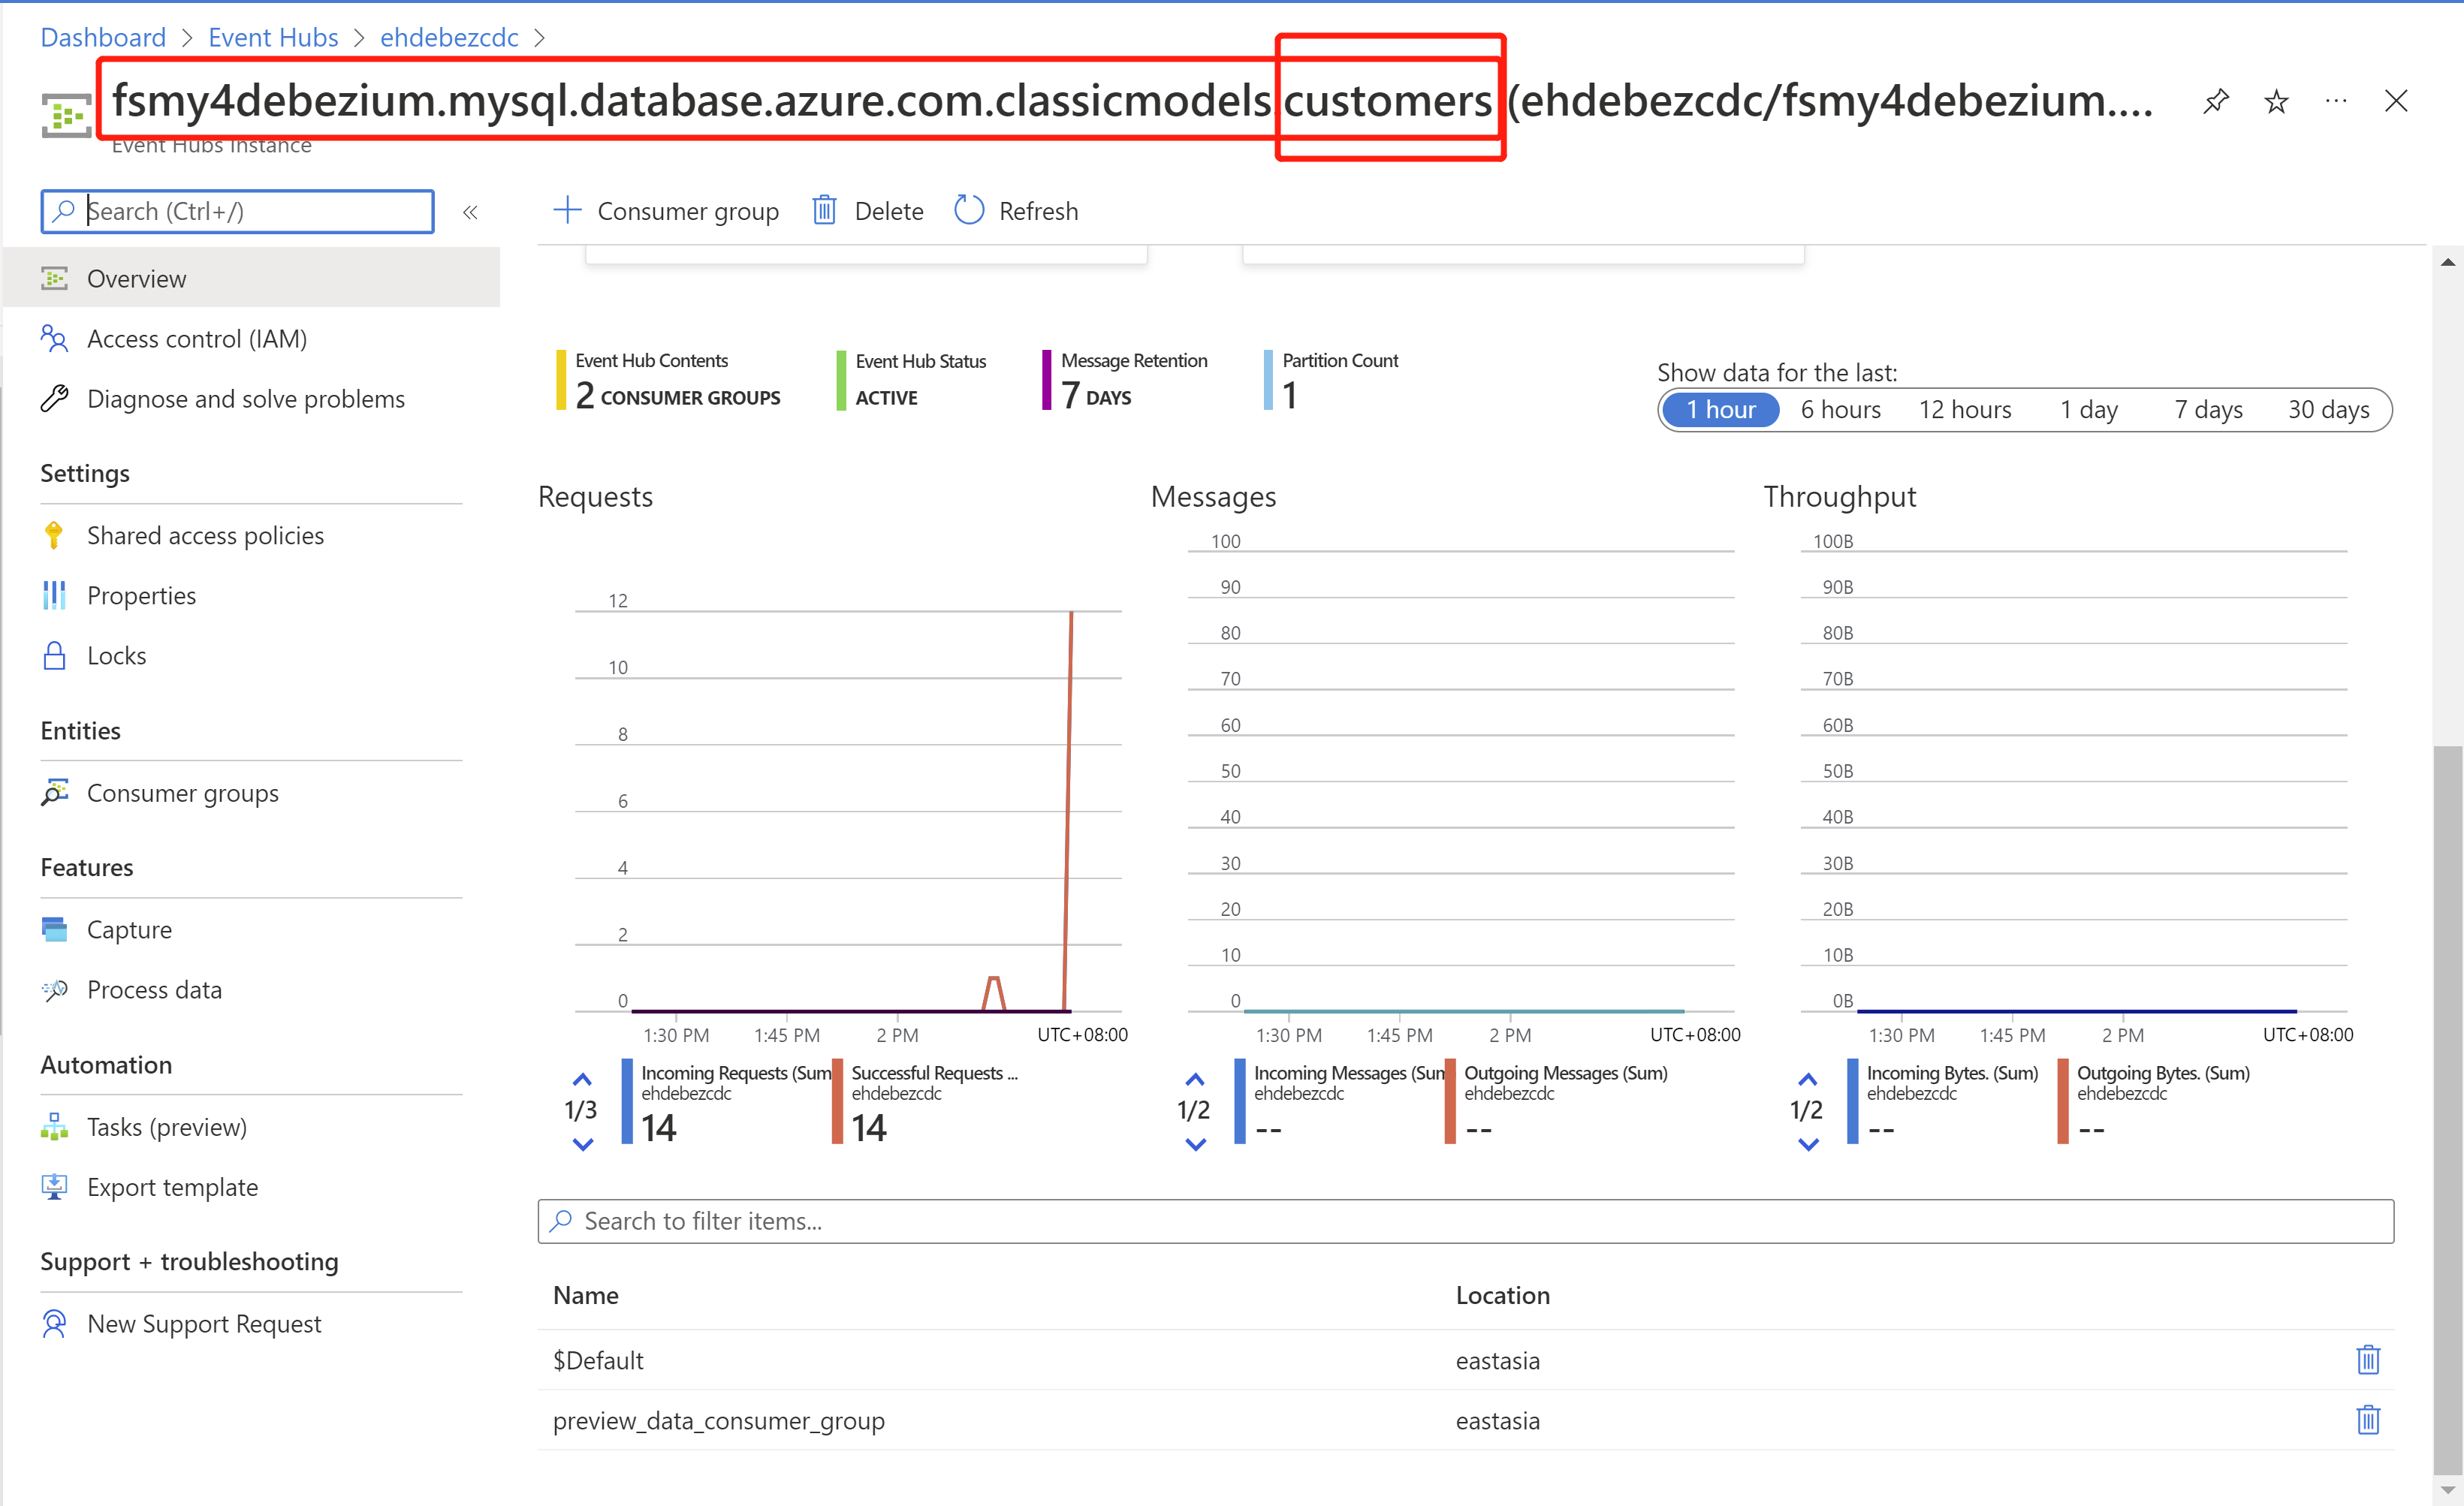 Dashboard > Event Hubs > ehdebezcdc >
fsmy4debezium.mysql.database.azure.com.classicmodels.customers (ehdebezcdc/fsmy4debezium....
Event Hubs Instance
Search (Ctrl+/)
«
Consumer group
Delete
Refresh
Overview
Access control (IAM)
Diagnose and solve problems
Settings
Shared access policies
Properties
Locks
Entities
Consumer groups
Features
Capture
Process data
Automation
Tasks (preview)
Export template
Support + troubleshooting
New Support Request
Event Hub Contents
2 CONSUMER GROUPS
Event Hub Status
ACTIVE
Message Retention
7 DAYS
Partition Count
1
Show data for the last:
1 hour 6 hours 12 hours 1 day 7 days 30 days
Requests
12
10
8
6
4
2
0
1:30 PM 1:45 PM 2 PM UTC+08:00
1/3
Incoming Requests (Sum
ehdebezcdc
14
Successful Requests ...
ehdebezcdc
14
Messages
100
90
80
70
60
50
40
30
20
10
0
1:30 PM 1:45 PM 2 PM UTC+08:00
1/2
Incoming Messages (Sum
ehdebezcdc
--
Outgoing Messages (Sum)
ehdebezcdc
--
Throughput
100B
90B
80B
70B
60B
50B
40B
30B
20B
10B
0B
1:30 PM 1:45 PM 2 PM UTC+08:00
1/2
Incoming Bytes. (Sum)
ehdebezcdc
--
Outgoing Bytes. (Sum)
ehdebezcdc
--
Search to filter items...
Name Location
$Default eastasia
preview_data_consumer_group eastasia